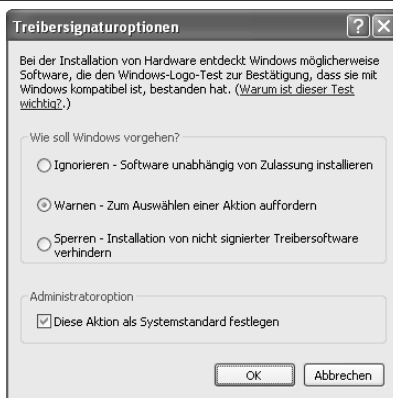 Treibersignaturoptionen
Bei der Installation von Hardware entdeckt Windows möglicherweise
Software, die den Windows-Logo-Test zur Bestätigung, dass sie mit
Windows kompatibel ist, bestanden hat. (Warum ist dieser Test
wichtig?.)
Wie soll Windows vorgehen?
Ignorieren - Software unabhängig von Zulassung installieren
Warnen - Zum Auswählen einer Aktion auffordern
Sperren - Installation von nicht signierter Treibersoftware
verhindern
Administratoroption
Diese Aktion als Systemstandard festlegen
OK Abbrechen